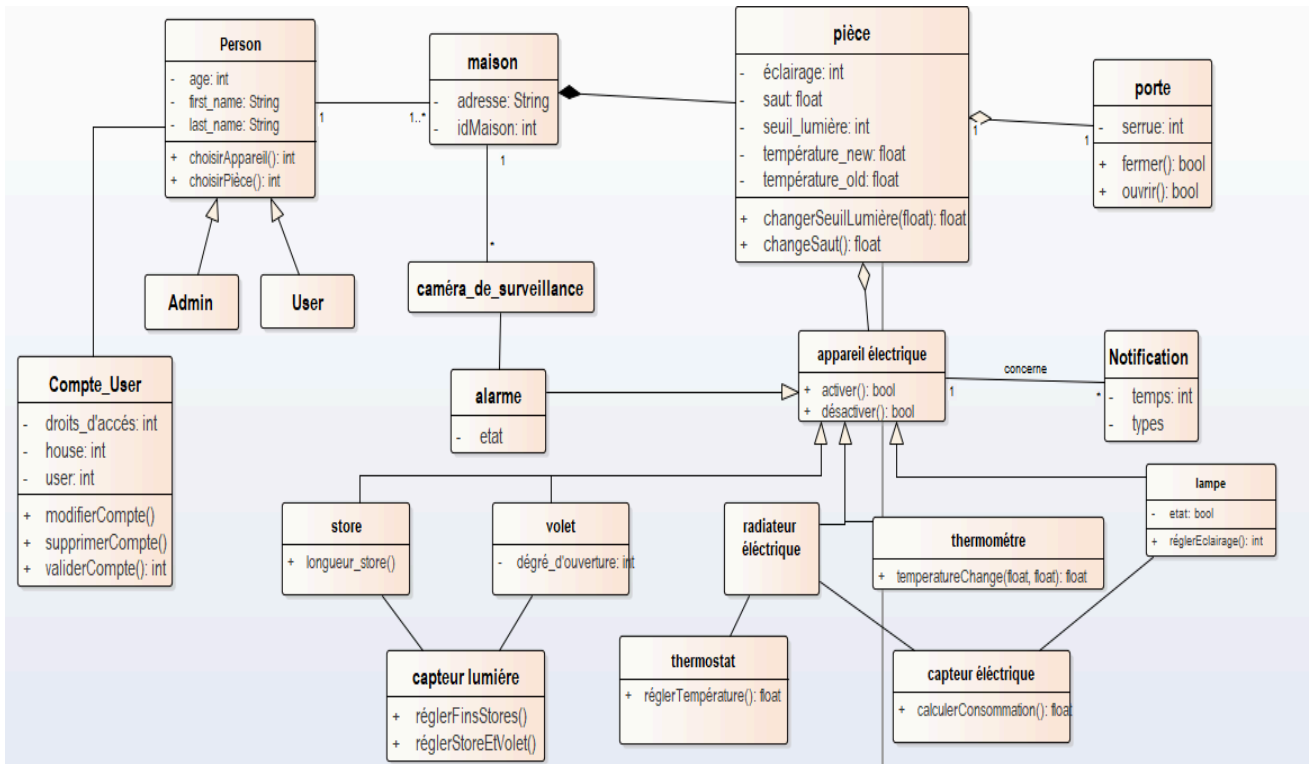 Person
- age: int
- first_name: String
- last_name: String
+ choisirAppareil(): int
+ choisirPièce(): int
1
1..*
maison
- adresse: String
- idMaison: int
1
*
pièce
- éclairage: int
- saut: float
- seuil_lumière: int
- température_new: float
- température_old: float
+ changerSeuilLumière(float): float
+ changeSaut(): float
1
1
porte
- serrue: int
+ fermer(): bool
+ ouvrir(): bool
Admin
User
caméra_de_surveillance
Compte_User
- droits_d'accés: int
- house: int
- user: int
+ modifierCompte()
+ supprimerCompte()
+ validerCompte(): int
alarme
- etat
appareil électrique
+ activer(): bool
+ désactiver(): bool
concerne
1
*
Notification
- temps: int
- types
store
+ longueur_store()
volet
- dégré_d'ouverture: int
radiateur
éléctrique
thermométre
+ temperatureChange(float, float): float
lampe
- etat: bool
+ réglerEclairage(): int
capteur lumiére
+ réglerFinsStores()
+ réglerStoreEtVolet()
thermostat
+ réglerTempérature(): float
capteur éléctrique
+ calculerConsommation(): float